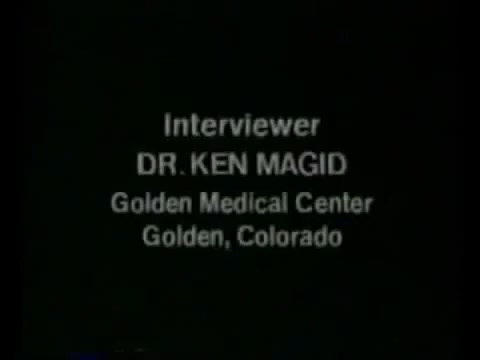 Interviewer
DR. KEN MAGID
Golden Medical Center
Golden, Colorado